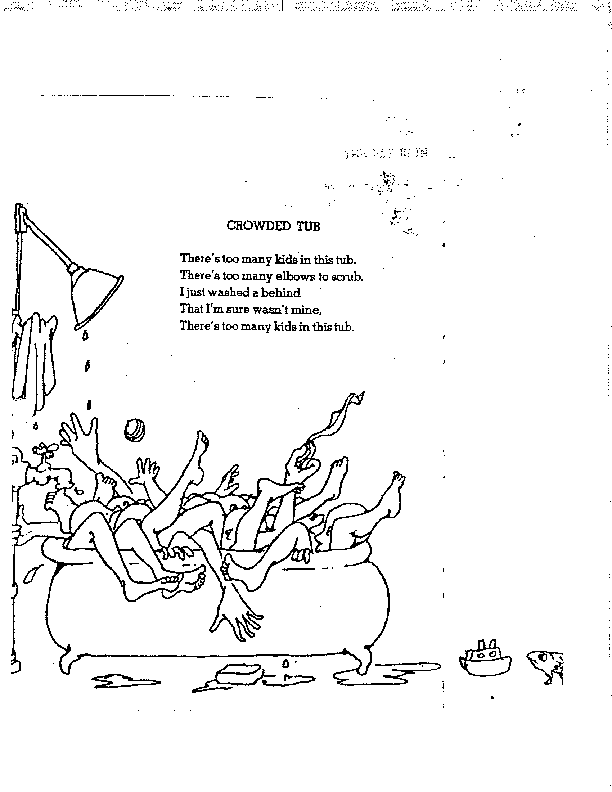 CROWDED TUB
There's too many kids in this tub.
There's too many elbows to scrub.
I just washed a behind
That I'm sure wasn't mine,
There's too many kids in this tub.